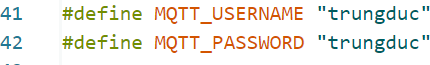 41 #define MQTT_USERNAME "trungduc"
42 #define MQTT_PASSWORD "trungduc"